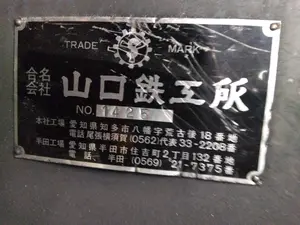 TRADE MARK
合名会社 山口鉄工所
NO. 1425
本社工場 愛知県知多市八幡字荒古後18番地
電話尾張横須賀(0562)代表33-2208番
半田工場 愛知県半田市住吉町2丁目132番地
電話、半田(0569)21-7375番